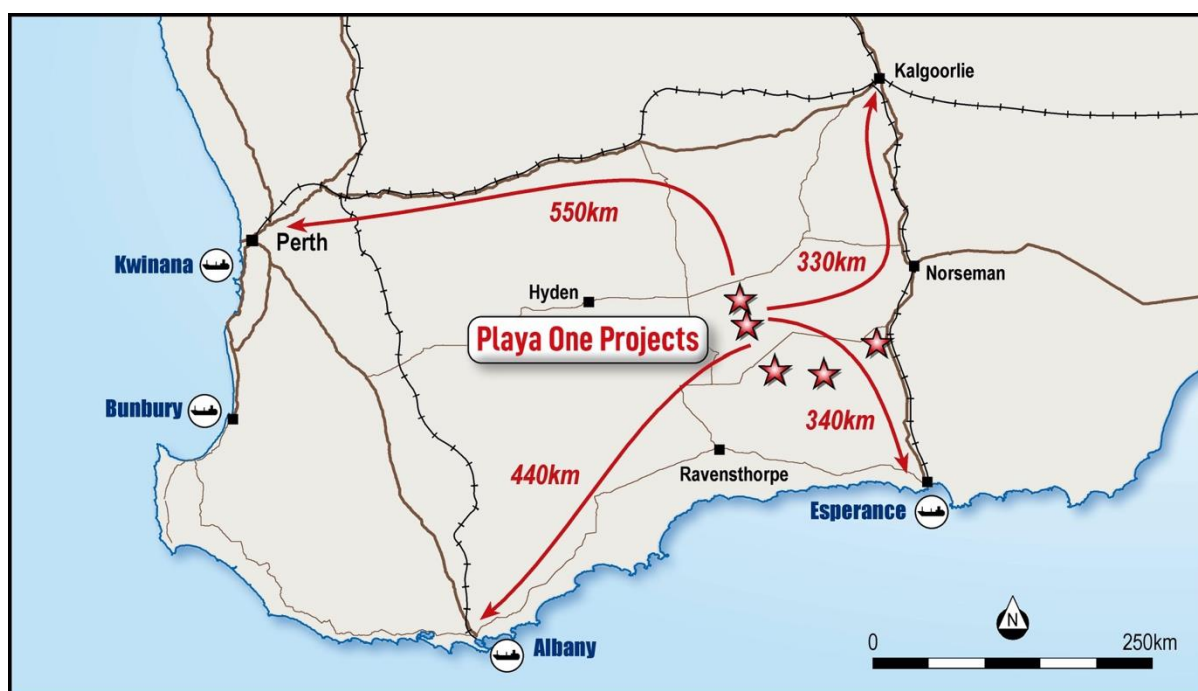 Kalgoorlie
550km
Perth
Kwinana
330km
Norseman
Hyden
Playa One Projects
Bunbury
340km
440km
Ravensthorpe
Esperance
Albany
N
0 250km